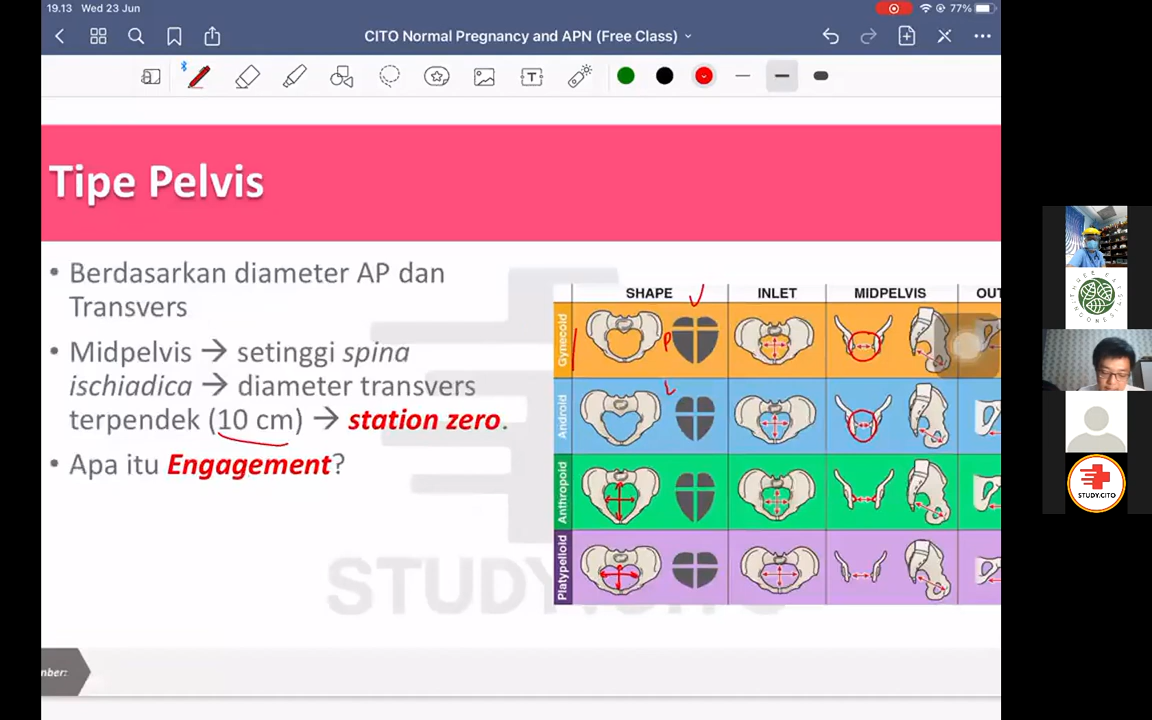 19.13 Wed 23 Jun
77%
CITO Normal Pregnancy and APN (Free Class)
T
Tipe Pelvis
• Berdasarkan diameter AP dan
Transvers
• Midpelvis → setinggi spina
ischiadica → diameter transvers
terpendek (10 cm) → station zero.
• Apa itu Engagement?
SHAPE INLET MIDPELVIS OUT
Gynecoid
P
Android
L
Anthropoid
Platypelloid
STUDY.CITO
nber:
STUDY.CITO